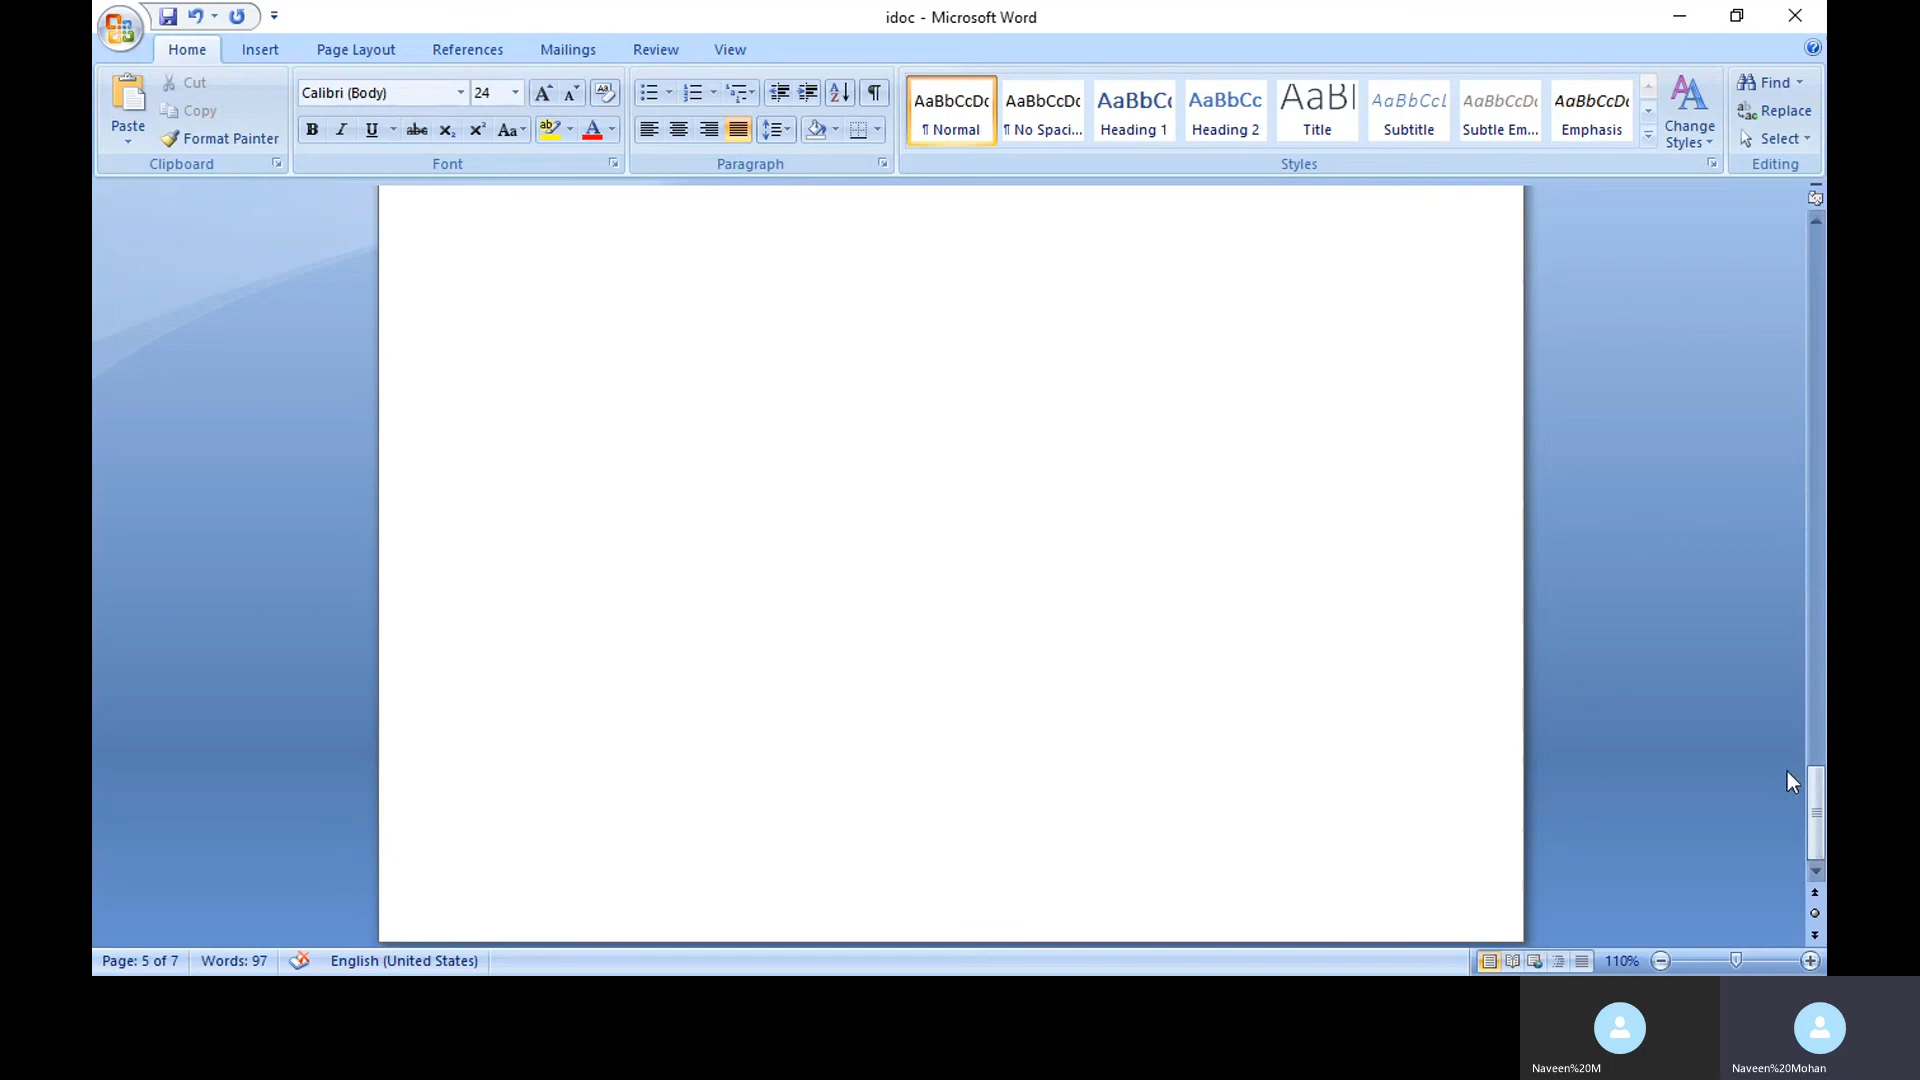 idoc - Microsoft Word
Home Insert Page Layout References Mailings Review View
Cut
Copy
Format Painter
Paste
Clipboard
Calibri (Body) 24
Font
Paragraph
AaBbCcDc AaBbCcDc AaBbCc AaBbCc AaBl AaBbCcL AaBbCcDc AaBbCcDc
¶ Normal ¶ No Spaci... Heading 1 Heading 2 Title Subtitle Subtle Em... Emphasis
Change Styles
Styles
Find
Replace
Select
Editing
Page: 5 of 7 Words: 97 English (United States) 110%
Naveen%20M Naveen%20Mohan